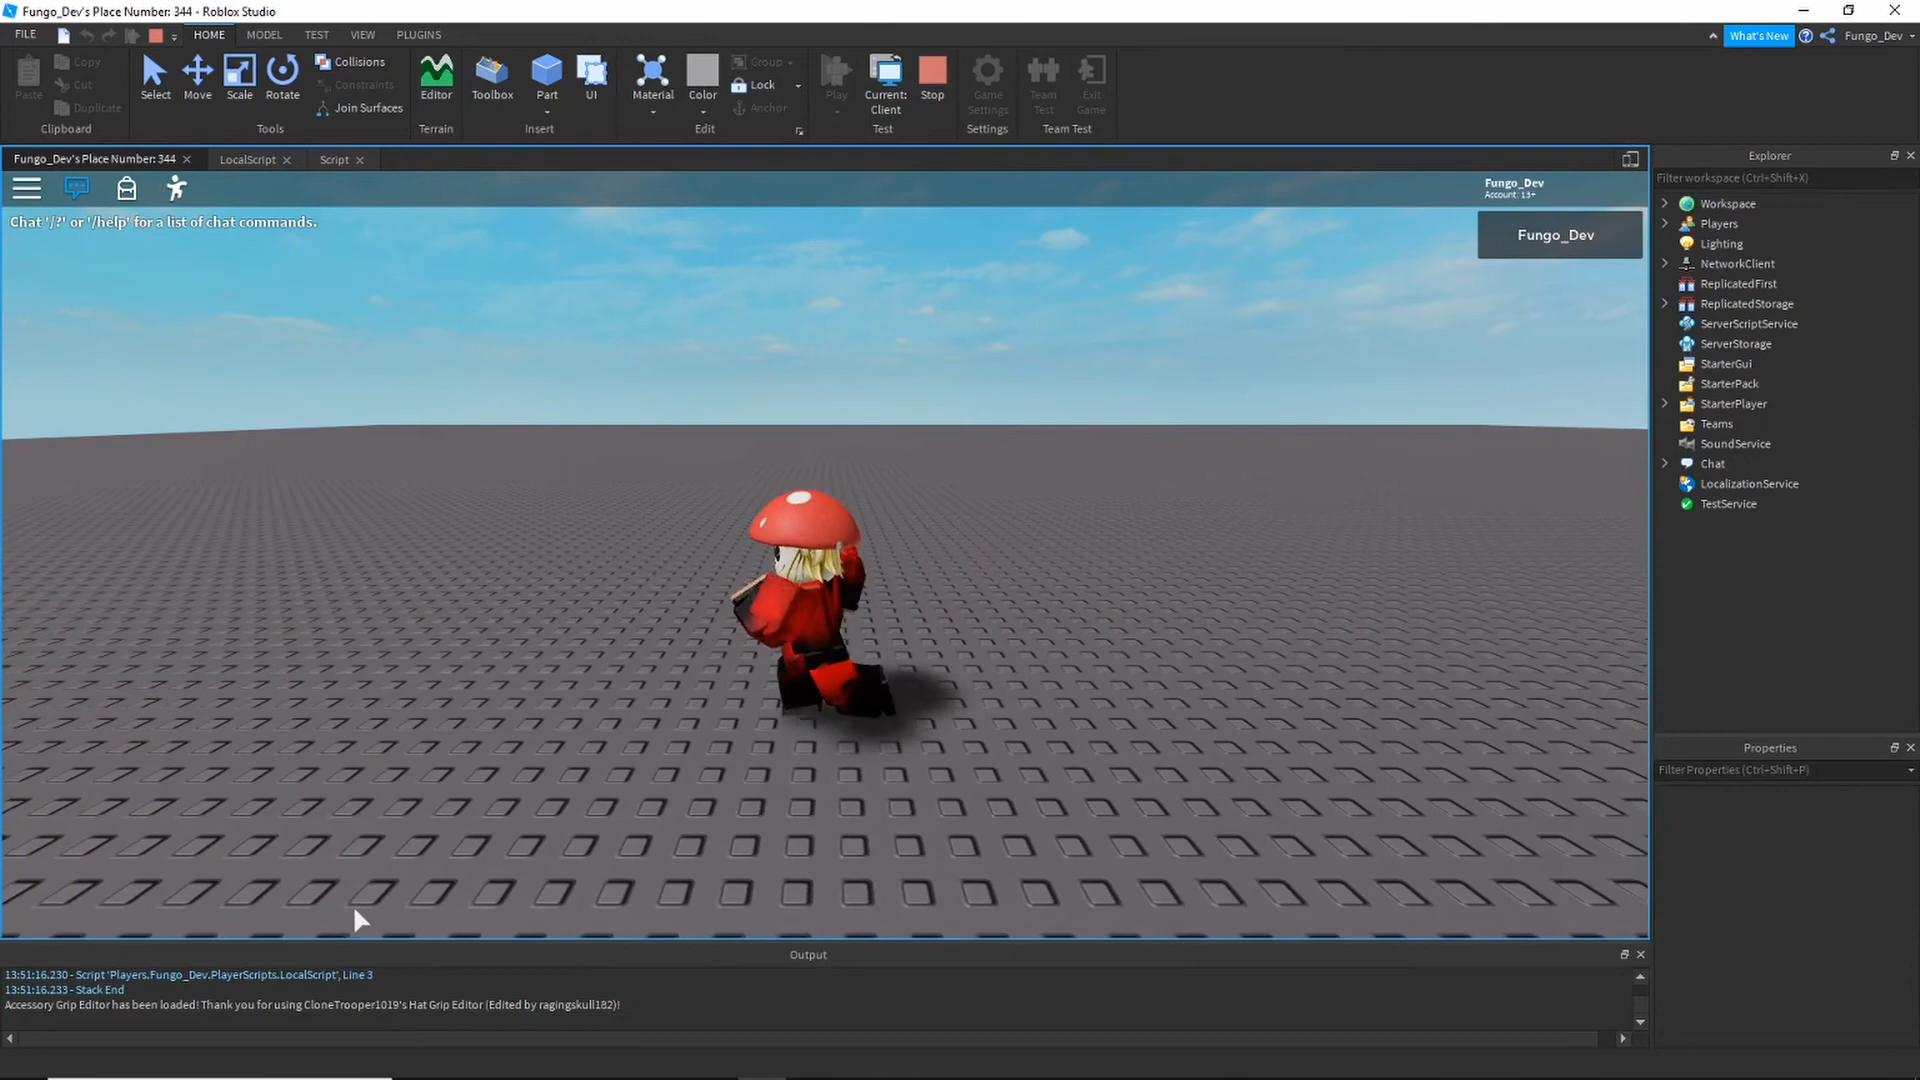 Fungo_Dev's Place Number: 344 - Roblox Studio
FILE
HOME
MODEL
TEST
VIEW
PLUGINS
What's New
Fungo_Dev
Paste
Copy
Cut
Duplicate
Clipboard
Select
Move
Scale
Rotate
Collisions
Constraints
Join Surfaces
Tools
Editor
Terrain
Toolbox
Part
UI
Insert
Material
Color
Group
Lock
Anchor
Edit
Play
Current:
Client
Stop
Test
Game
Settings
Settings
Team
Test
Exit
Game
Team Test
Fungo_Dev's Place Number: 344
LocalScript
Script
Fungo_Dev
Account: 13+
Chat '/?' or '/help' for a list of chat commands.
Fungo_Dev
Explorer
Filter workspace (Ctrl+Shift+X)
Workspace
Players
Lighting
NetworkClient
ReplicatedFirst
ReplicatedStorage
ServerScriptService
ServerStorage
StarterGui
StarterPack
StarterPlayer
Teams
SoundService
Chat
LocalizationService
TestService
Properties
Filter Properties (Ctrl+Shift+P)
Output
13:51:16.230 - Script 'Players.Fungo_Dev.PlayerScripts.LocalScript', Line 3
13:51:16.233 - Stack End
Accessory Grip Editor has been loaded! Thank you for using CloneTrooper1019's Hat Grip Editor (Edited by ragingskull182)!